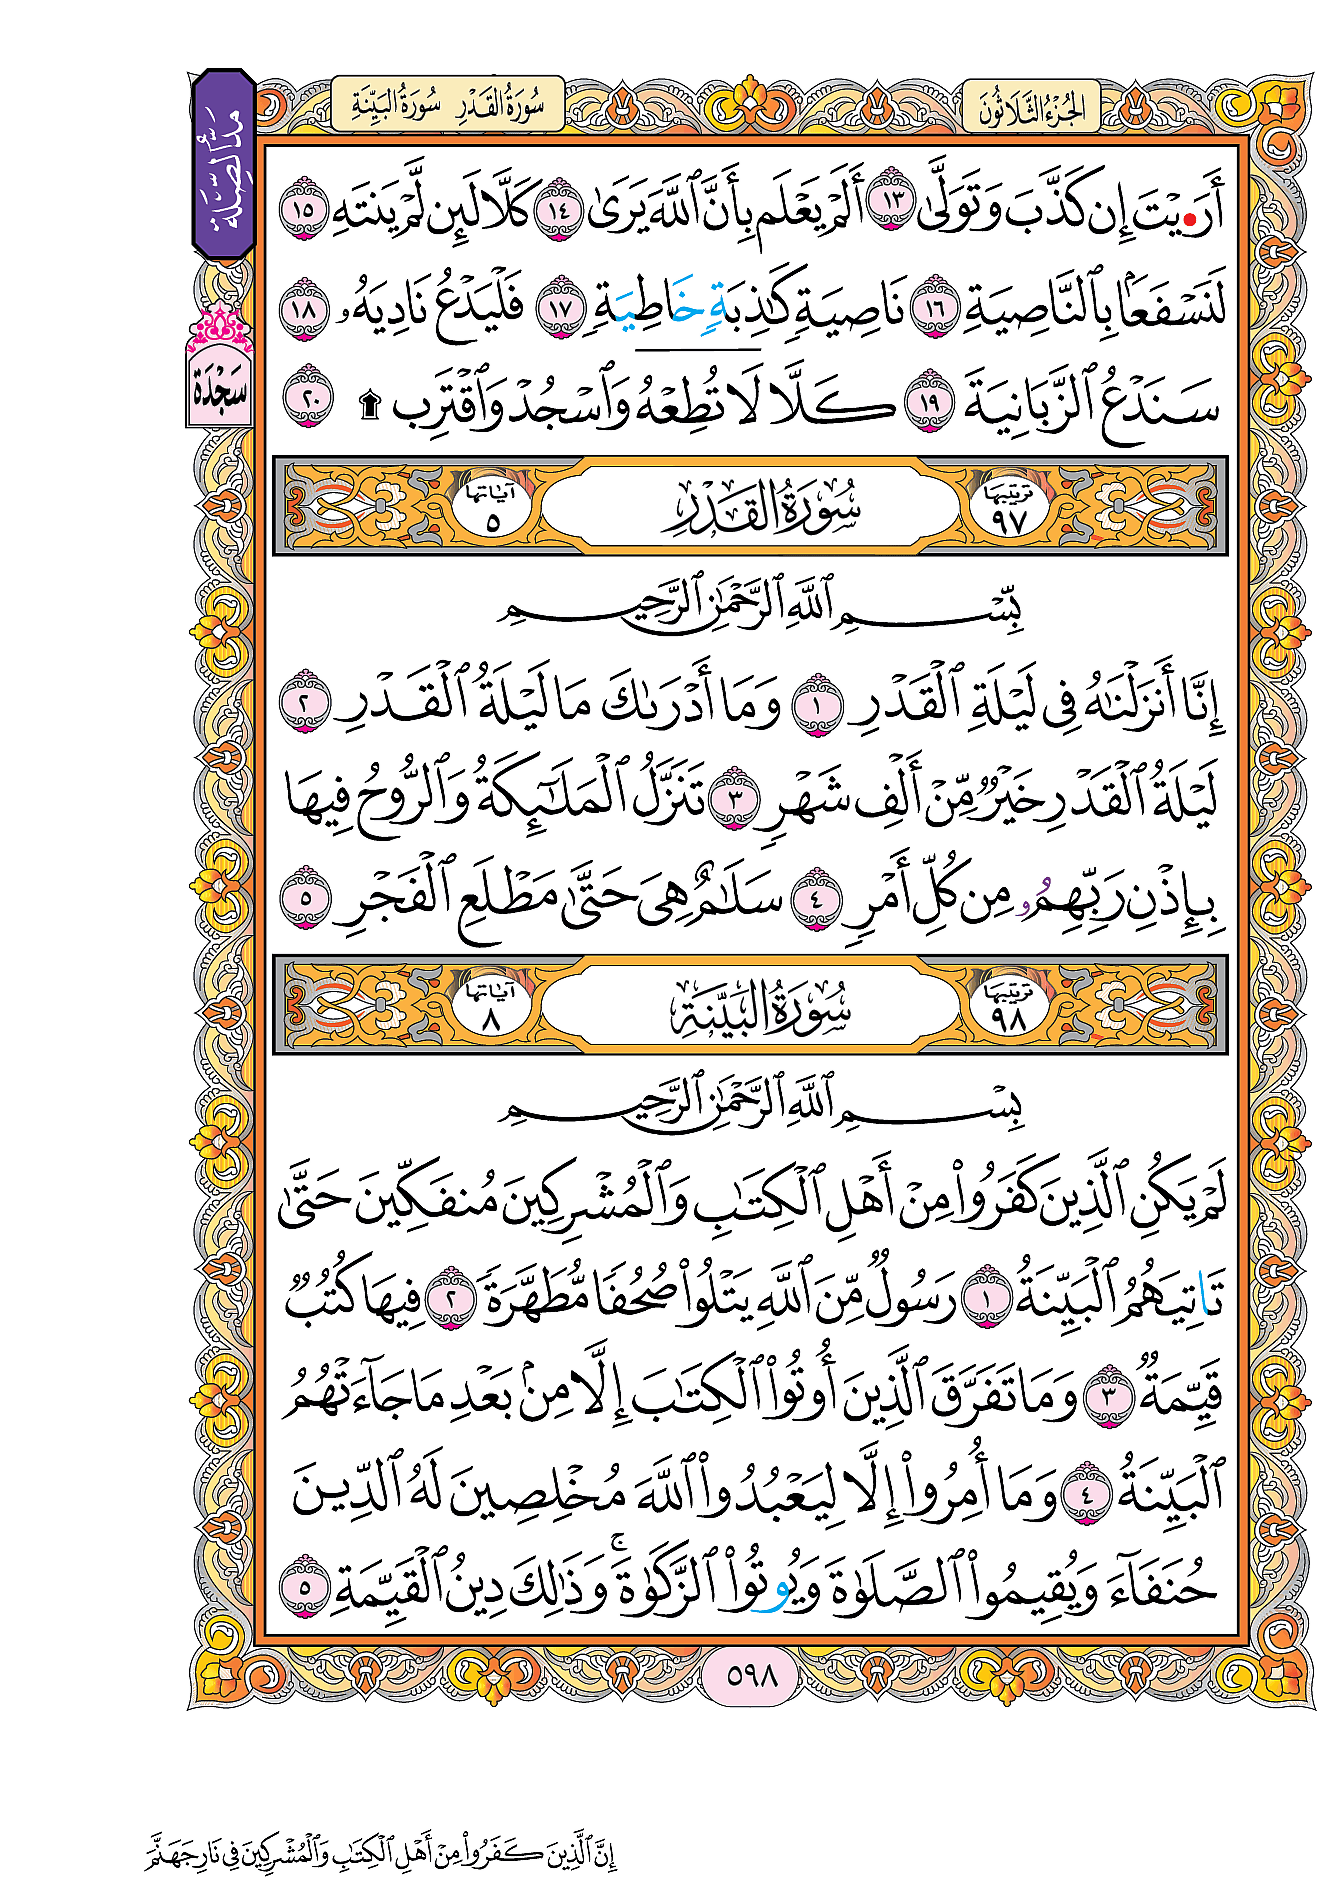 الجُزْءُ الثَّلَاثُونَ
سُورَةُ القَدْرِ سُورَةُ البَيِّنَةِ
مَدُّ الصِّلَة
أَرَ•يْتَ إِن كَذَّبَ وَتَوَلَّىٰ ١٣ أَلَمْ يَعْلَم بِأَنَّ ٱللَّهَ يَرَىٰ ١٤ كَلَّا لَئِن لَّمْ يَنتَهِ ١٥
لَنَسْفَعَۢا بِٱلنَّاصِيَةِ ١٦ نَاصِيَةٖ كَٰذِبَةٍ خَاطِيَةٖ ١٧ فَلْيَدْعُ نَادِيَهُۥ ١٨
سَجْدَة
سَنَدْعُ ٱلزَّبَانِيَةَ ١٩ كَلَّا لَا تُطِعْهُ وَٱسْجُدْ وَٱقْتَرِب ۩ ٢٠
ترتيبها ٩٧ سُورَةُ القَدْرِ آياتها ٥
بِّسْمِ ٱللَّهِ ٱلرَّحْمَٰنِ ٱلرَّحِيمِ
إِنَّا أَنزَلْنَٰهُ فِى لَيْلَةِ ٱلْقَدْرِ ١ وَمَا أَدْرَىٰكَ مَا لَيْلَةُ ٱلْقَدْرِ ٢
لَيْلَةُ ٱلْقَدْرِ خَيْرٞ مِّنْ أَلْفِ شَهْرٖ ٣ تَنَزَّلُ ٱلْمَلَٰٓئِكَةُ وَٱلرُّوحُ فِيهَا
بِإِذْنِ رَبِّهِمُۥ مِن كُلِّ أَمْرٖ ٤ سَلَٰمٌ هِىَ حَتَّىٰ مَطْلَعِ ٱلْفَجْرِ ٥
ترتيبها ٩٨ سُورَةُ البَيِّنَةِ آياتها ٨
بِسْمِ ٱللَّهِ ٱلرَّحْمَٰنِ ٱلرَّحِيمِ
لَمْ يَكُنِ ٱلَّذِينَ كَفَرُوا۟ مِنْ أَهْلِ ٱلْكِتَٰبِ وَٱلْمُشْرِكِينَ مُنفَكِّينَ حَتَّىٰ
تَاتِيَهُمُ ٱلْبَيِّنَةُ ١ رَسُولٞ مِّنَ ٱللَّهِ يَتْلُوا۟ صُحُفٗا مُّطَهَّرَةٗ ٢ فِيهَا كُتُبٞ
قَيِّمَةٞ ٣ وَمَا تَفَرَّقَ ٱلَّذِينَ أُوتُوا۟ ٱلْكِتَٰبَ إِلَّا مِنۢ بَعْدِ مَا جَآءَتْهُمُ
ٱلْبَيِّنَةُ ٤ وَمَا أُمِرُوا۟ إِلَّا لِيَعْبُدُوا۟ ٱللَّهَ مُخْلِصِينَ لَهُ ٱلدِّينَ
حُنَفَآءَ وَيُقِيمُوا۟ ٱلصَّلَوٰةَ وَيُوتُوا۟ ٱلزَّكَوٰةَۚ وَذَٰلِكَ دِينُ ٱلْقَيِّمَةِ ٥
٥٩٨
إِنَّ ٱلَّذِينَ كَفَرُوا۟ مِنْ أَهْلِ ٱلْكِتَٰبِ وَٱلْمُشْرِكِينَ فِى نَارِ جَهَنَّمَ